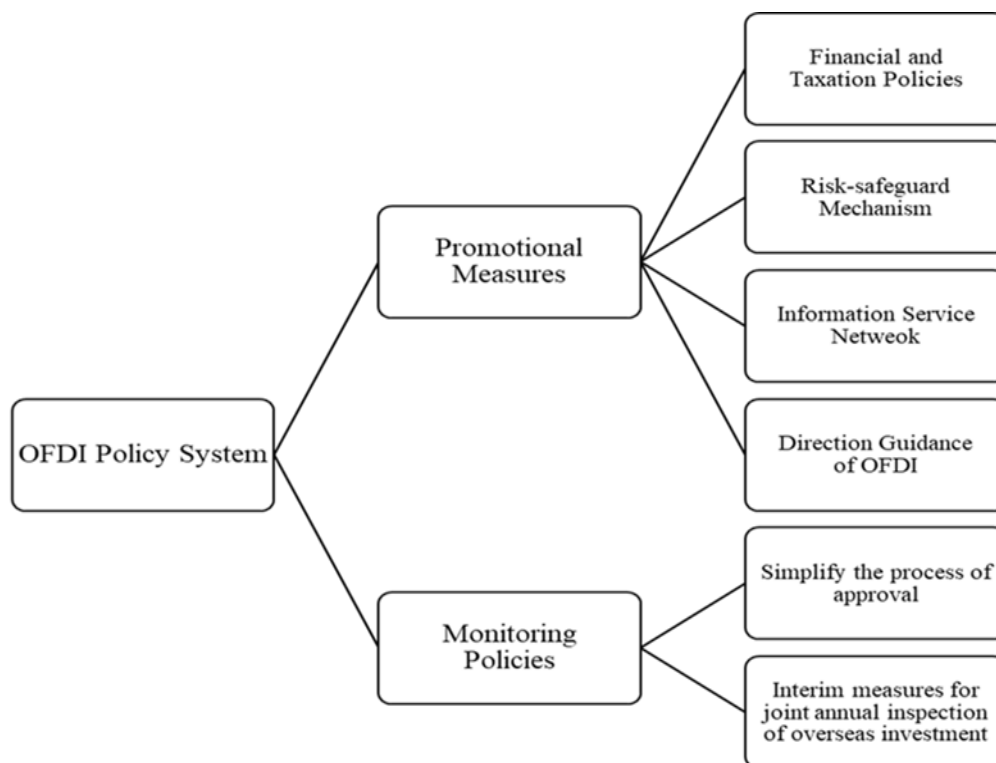 Financial and
Taxation Policies
Risk-safeguard
Mechanism
Promotional
Measures
Information Service
Netweok
OFDI Policy System
Direction Guidance
of OFDI
Simplify the process of
approval
Monitoring
Policies
Interim measures for
joint annual inspection
of overseas investment